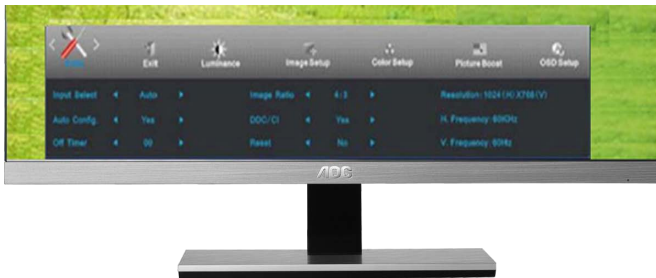 Exit Luminance Image Setup Color Setup Picture Boost OSD Setup
Input Select Auto Image Ratio 4:3 Resolution: 1024(H)X768(V)
Auto Config. Yes DDC/CI Yes H. Frequency: 60KHz
Off Timer 00 Reset No V. Frequency: 60Hz
AOC